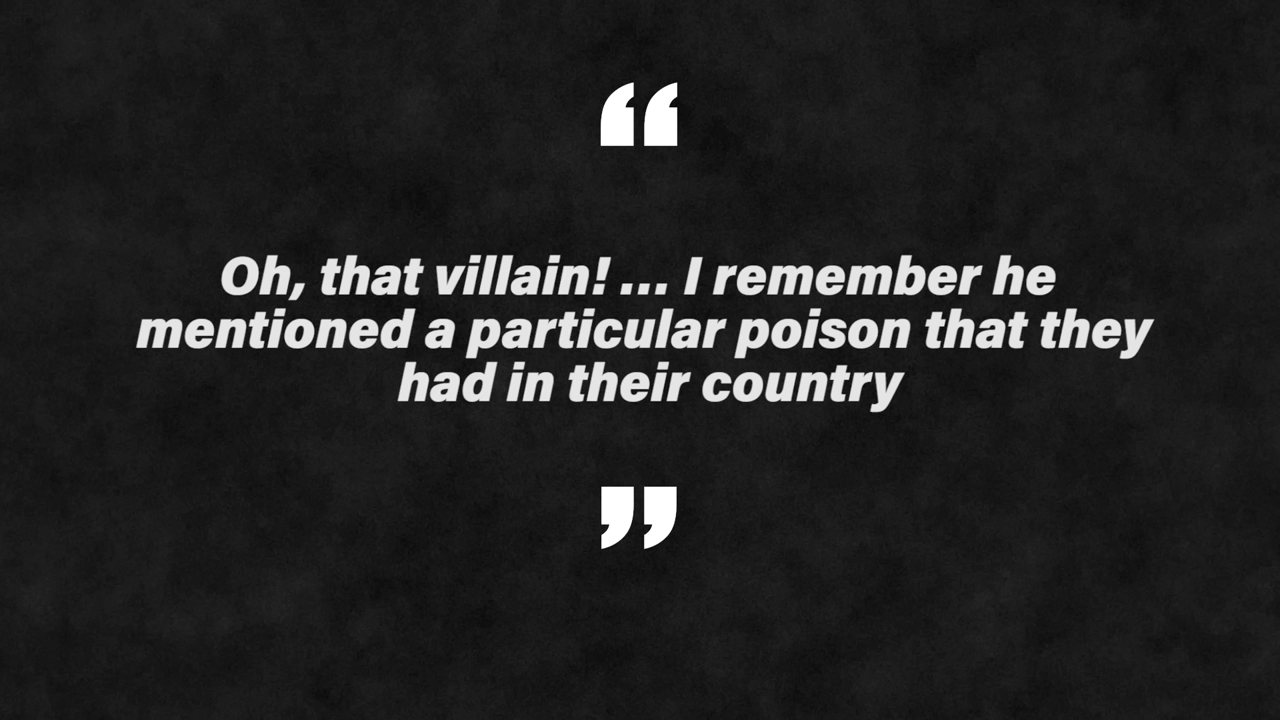 “
Oh, that villain! ... I remember he
mentioned a particular poison that they
had in their country
”